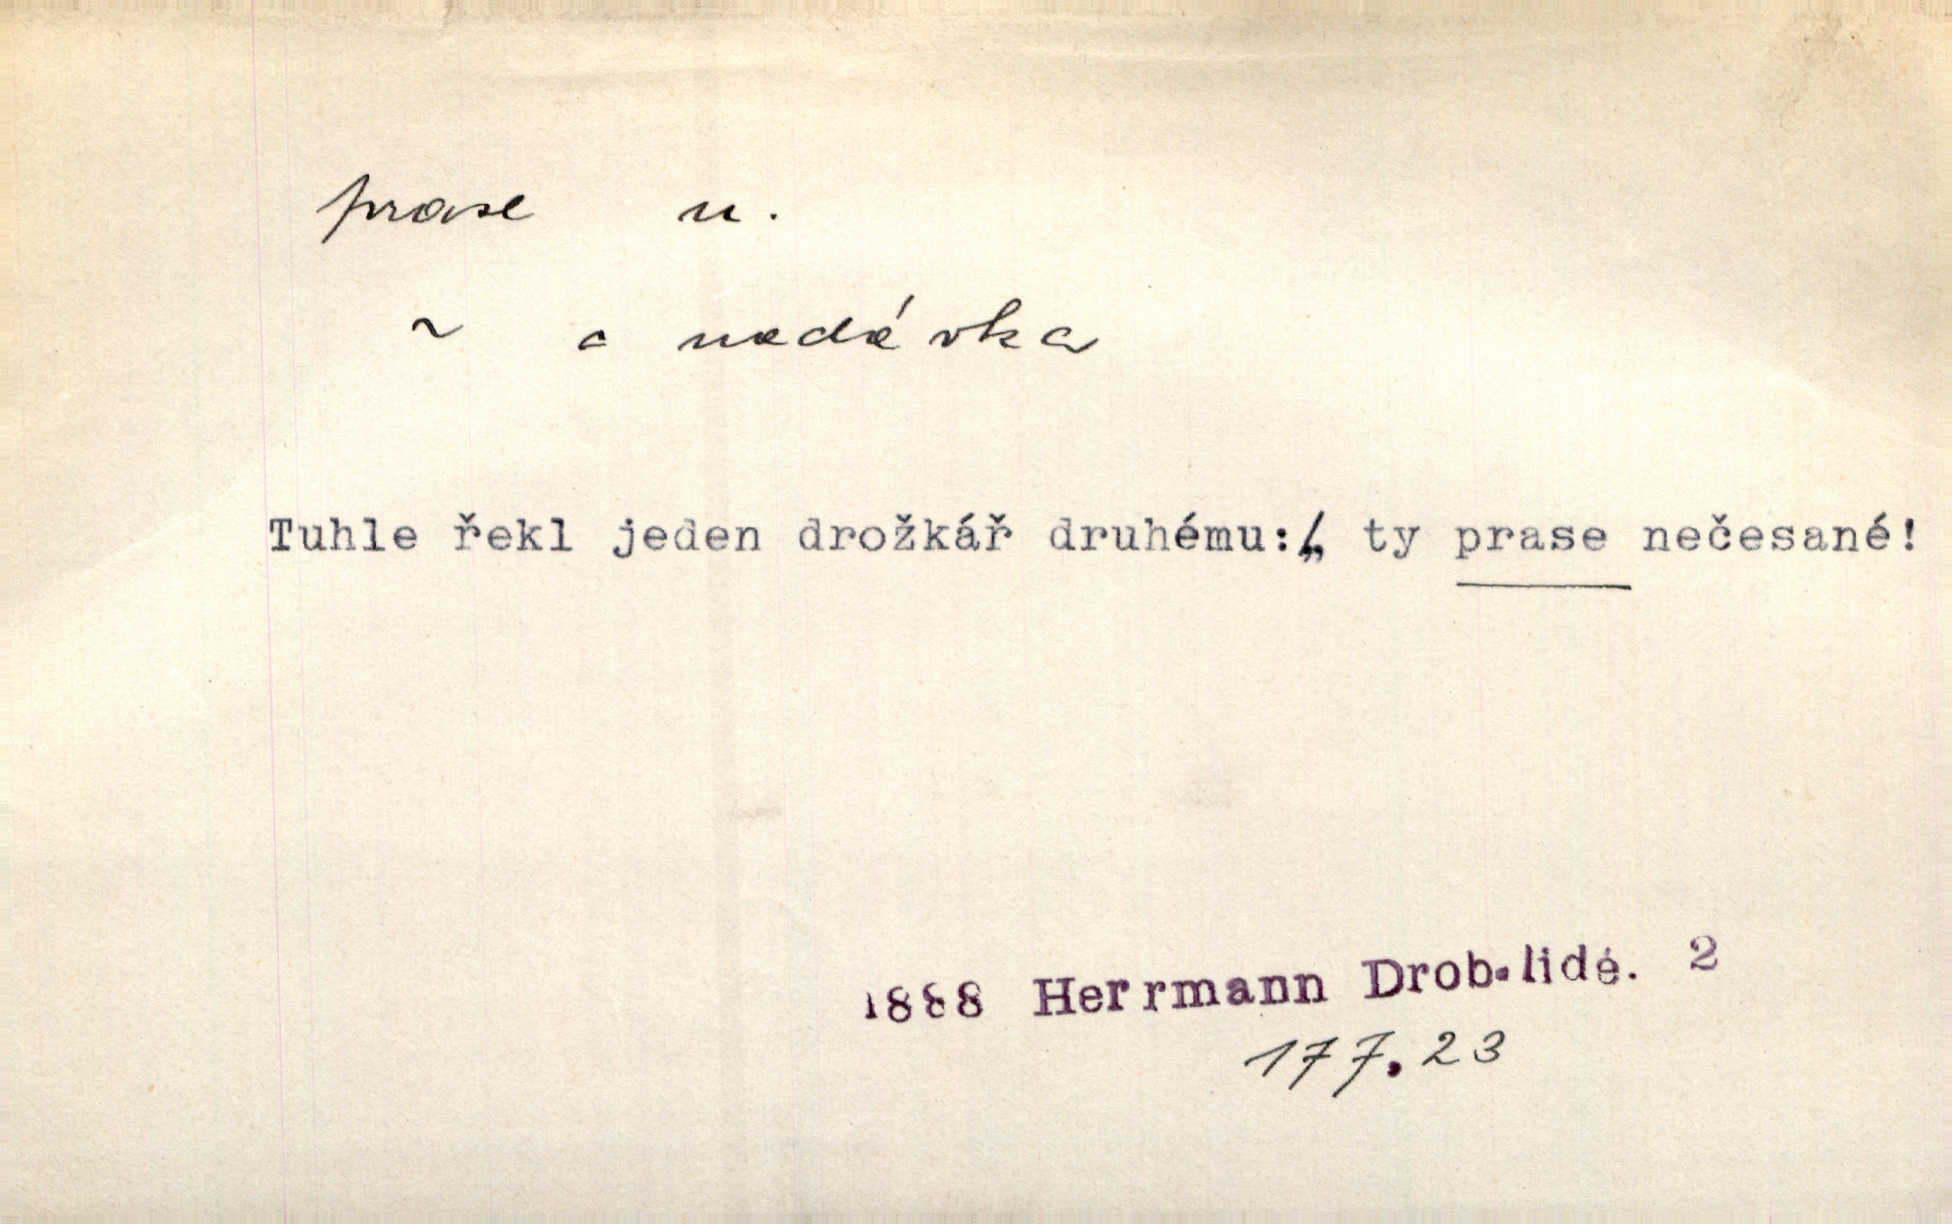 prase n.
~ a nadávka
Tuhle řekl jeden drožkář druhému:„ ty prase nečesané!
1888 Herrmann Drob.lidé. 2
177.23